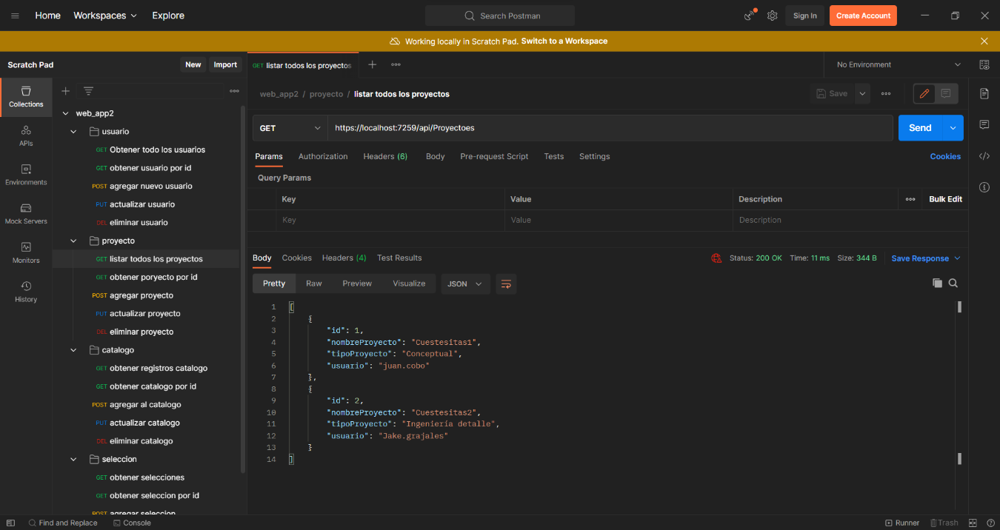 Home Workspaces Explore Search Postman Sign In Create Account
Working locally in Scratch Pad. Switch to a Workspace
Scratch Pad New Import
GET listar todos los proyectos
No Environment
Collections
APIs
Environments
Mock Servers
Monitors
History
web_app2
usuario
GET Obtener todo los usuarios
GET obtener usuario por id
POST agregar nuevo usuario
PUT actualizar usuario
DEL eliminar usuario
proyecto
GET listar todos los proyectos
GET obtener poryecto por id
POST agregar proyecto
PUT actualizar proyecto
DEL eliminar proyecto
catalogo
GET obtener registros catalogo
GET obtener catalogo por id
POST agregar al catalogo
PUT actualizar catalogo
DEL eliminar catalogo
seleccion
GET obtener selecciones
GET obtener seleccion por id
POST agregar seleccion
web_app2 / proyecto / listar todos los proyectos
Save
GET https://localhost:7259/api/Proyectoes Send
Params Authorization Headers (6) Body Pre-request Script Tests Settings Cookies
Query Params
Key Value Description Bulk Edit
Key Value Description
Body Cookies Headers (4) Test Results Status: 200 OK Time: 11 ms Size: 344 B Save Response
Pretty Raw Preview Visualize JSON
1 [
2 {
3 "id": 1,
4 "nombreProyecto": "Cuestesitas1",
5 "tipoProyecto": "Conceptual",
6 "usuario": "juan.cobo"
7 },
8 {
9 "id": 2,
10 "nombreProyecto": "Cuestesitas2",
11 "tipoProyecto": "Ingeniería detalle",
12 "usuario": "Jake.grajales"
13 }
14 ]
Find and Replace Console Runner Trash